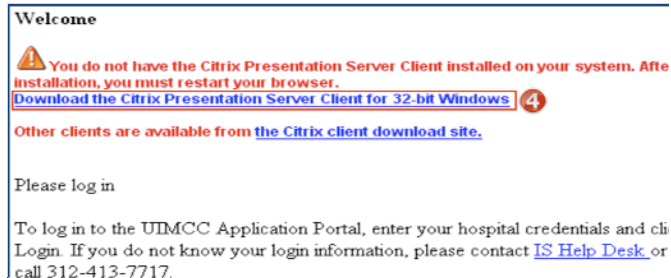 Welcome
You do not have the Citrix Presentation Server Client installed on your system. Afte
installation, you must restart your browser.
Download the Citrix Presentation Server Client for 32-bit Windows 4
Other clients are available from the Citrix client download site.
Please log in
To log in to the UIMCC Application Portal, enter your hospital credentials and cli
Login. If you do not know your login information, please contact IS Help Desk or
call 312-413-7717.